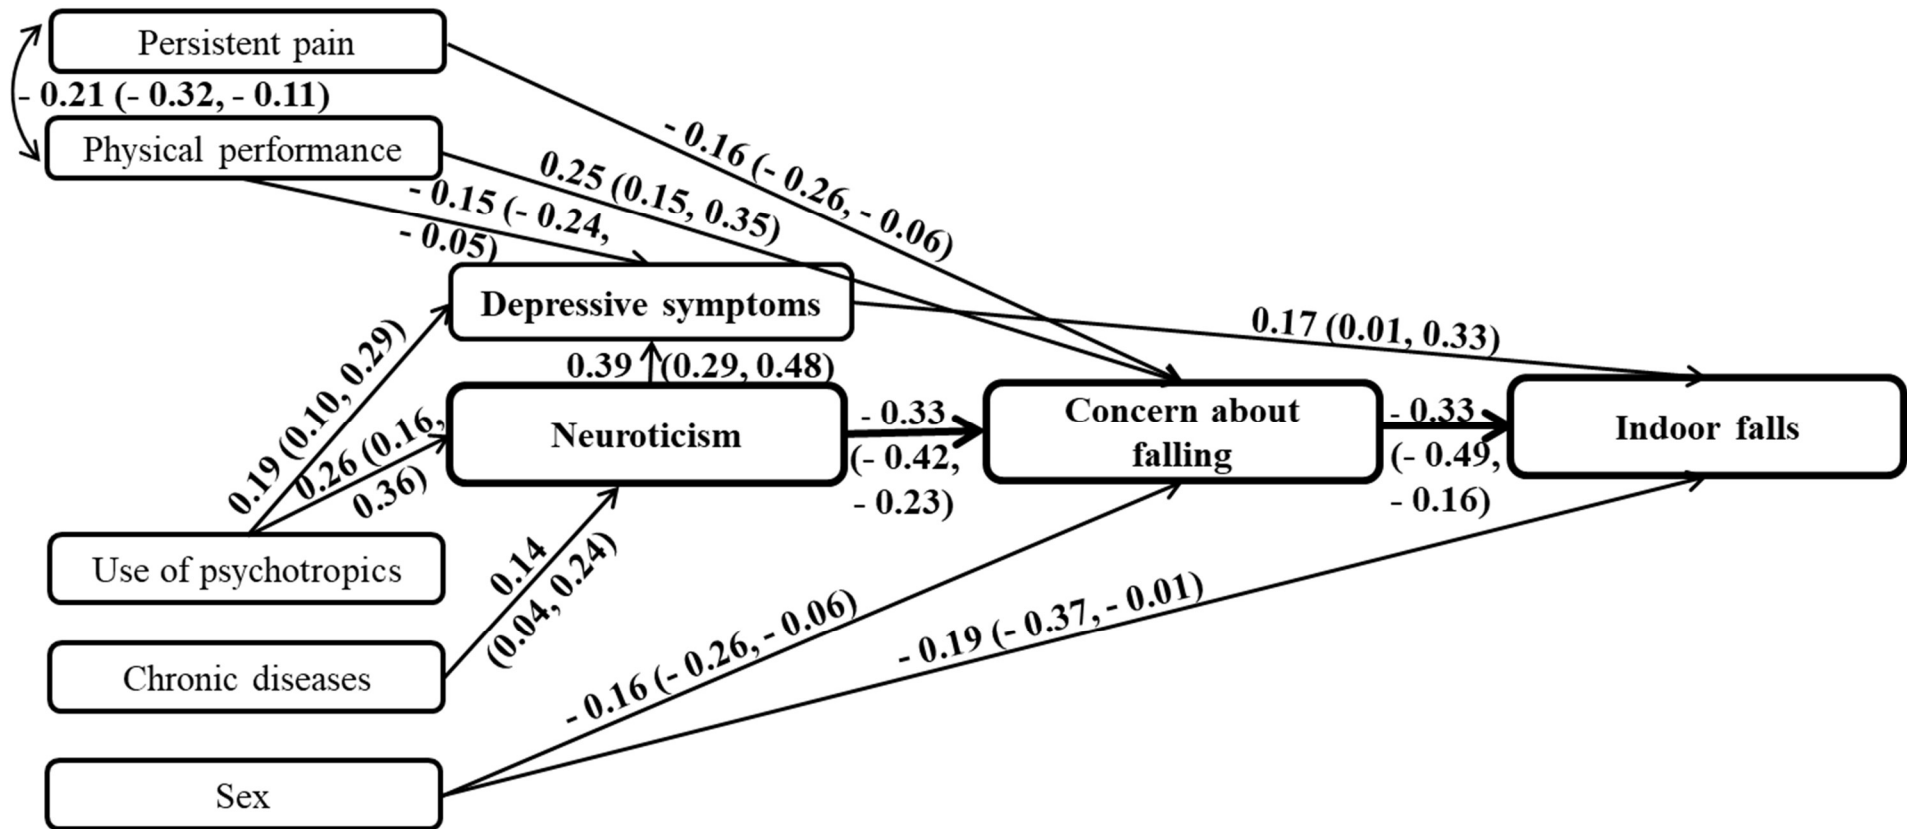 Persistent pain
- 0.21 (- 0.32, - 0.11)
Physical performance
- 0.16 (- 0.26, - 0.06)
0.25 (0.15, 0.35)
- 0.15 (- 0.24,
- 0.05)
Depressive symptoms
0.17 (0.01, 0.33)
0.39 (0.29, 0.48)
0.19 (0.10, 0.29)
0.26 (0.16,
0.36)
Neuroticism
- 0.33
(- 0.42,
- 0.23)
Concern about
falling
- 0.33
(- 0.49,
- 0.16)
Indoor falls
Use of psychotropics
0.14
(0.04, 0.24)
Chronic diseases
- 0.16 (- 0.26, - 0.06)
- 0.19 (- 0.37, - 0.01)
Sex